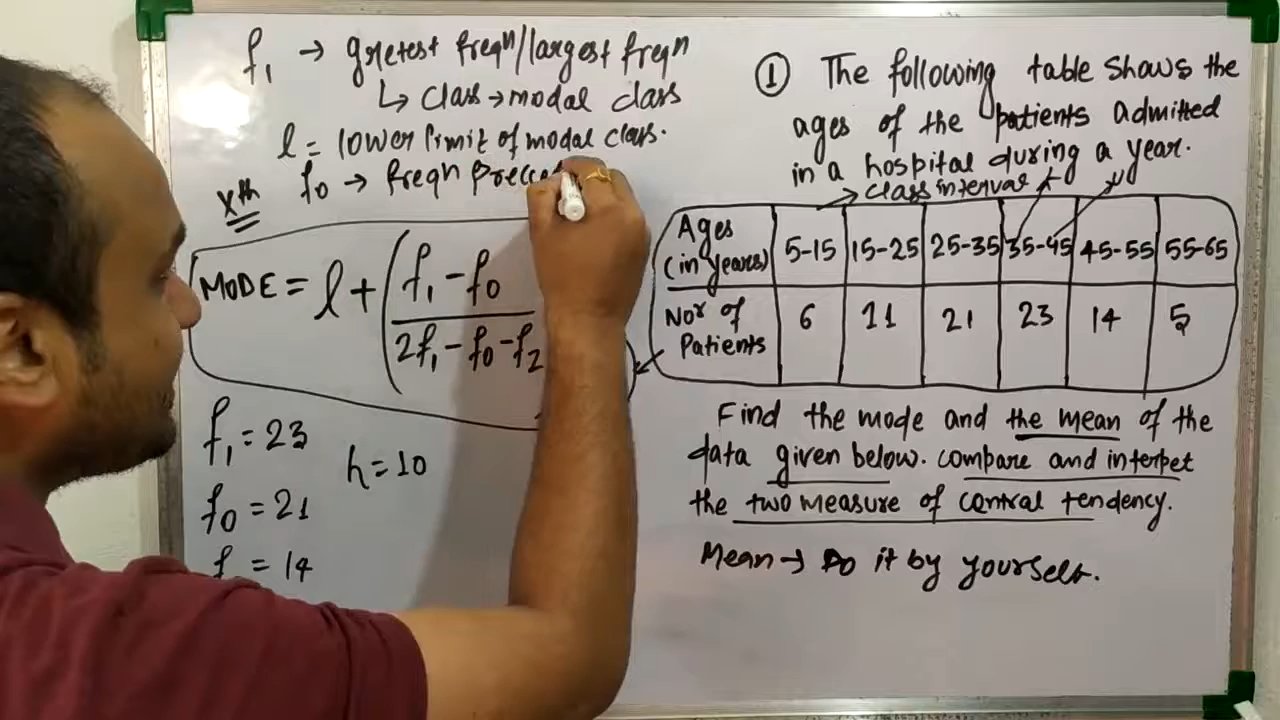 f₁ → gretest freqⁿ/largest freqⁿ
↳ class → modal class
l = lower limit of modal class.
f₀ → freqn
Xth
MODE = l + (f₁ - f₀
2f₁ - f₀ - f₂
f₁ = 23
h = 10
f₀ = 21
= 14
① The following table shows the
ages of the patients admitted
in a hospital during a year.
→ class interval
Ages (in years) 5-15 15-25 25-35 35-45 45-55 55-65
Noʳ of Patients 6 11 21 23 14 5
Find the mode and the mean of the
data given below. compare and interpet
the two measure of central tendency.
Mean → Do it by yourself.